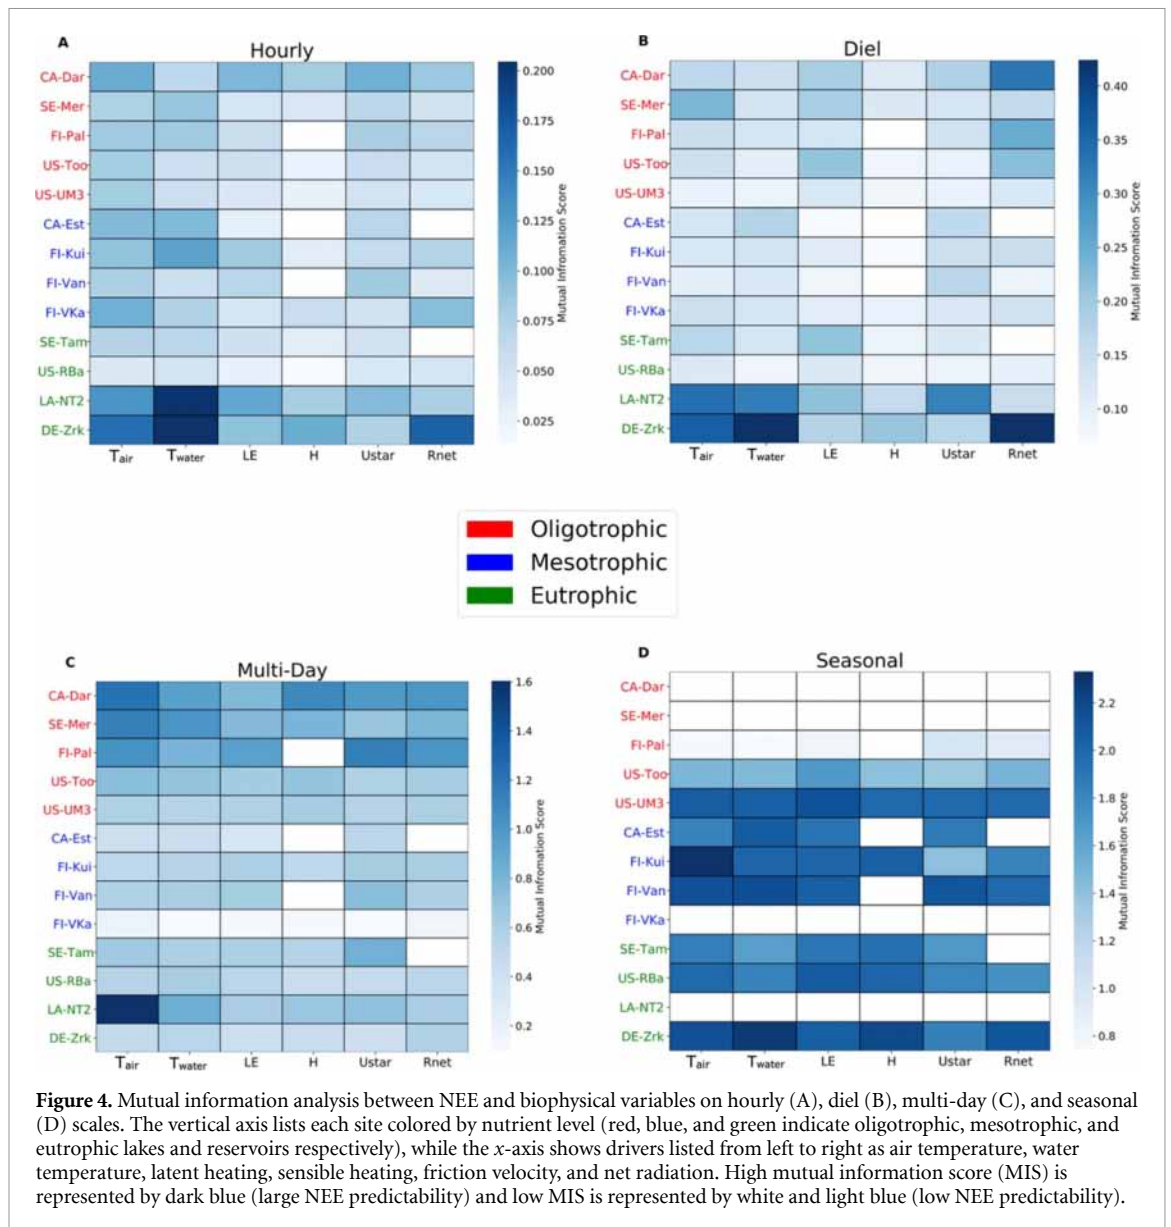 A
Hourly
CA-Dar
SE-Mer
FI-Pal
US-Too
US-UM3
CA-Est
FI-Kui
FI-Van
FI-VKa
SE-Tam
US-RBa
LA-NT2
DE-Zrk
Tair Twater LE H Ustar Rnet
0.200
0.175
0.150
0.125
0.100
0.075
0.050
0.025
Mutual Infromation Score
B
Diel
CA-Dar
SE-Mer
FI-Pal
US-Too
US-UM3
CA-Est
FI-Kui
FI-Van
FI-VKa
SE-Tam
US-RBa
LA-NT2
DE-Zrk
Tair Twater LE H Ustar Rnet
0.40
0.35
0.30
0.25
0.20
0.15
0.10
Mutual Infromation Score
Oligotrophic
Mesotrophic
Eutrophic
C
Multi-Day
CA-Dar
SE-Mer
FI-Pal
US-Too
US-UM3
CA-Est
FI-Kui
FI-Van
FI-VKa
SE-Tam
US-RBa
LA-NT2
DE-Zrk
Tair Twater LE H Ustar Rnet
1.6
1.4
1.2
1.0
0.8
0.6
0.4
0.2
Mutual Infromation Score
D
Seasonal
CA-Dar
SE-Mer
FI-Pal
US-Too
US-UM3
CA-Est
FI-Kui
FI-Van
FI-VKa
SE-Tam
US-RBa
LA-NT2
DE-Zrk
Tair Twater LE H Ustar Rnet
2.2
2.0
1.8
1.6
1.4
1.2
1.0
0.8
Mutual Infromation Score
Figure 4. Mutual information analysis between NEE and biophysical variables on hourly (A), diel (B), multi-day (C), and seasonal
(D) scales. The vertical axis lists each site colored by nutrient level (red, blue, and green indicate oligotrophic, mesotrophic, and
eutrophic lakes and reservoirs respectively), while the x-axis shows drivers listed from left to right as air temperature, water
temperature, latent heating, sensible heating, friction velocity, and net radiation. High mutual information score (MIS) is
represented by dark blue (large NEE predictability) and low MIS is represented by white and light blue (low NEE predictability).